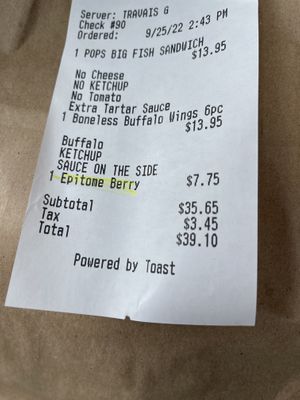 Server: TRAVAIS G
Check #90
Ordered: 9/25/22 2:43 PM
1 POPS BIG FISH SANDWICH
$13.95
No Cheese
NO KETCHUP
No Tomato
Extra Tartar Sauce
1 Boneless Buffalo Wings 6pc
$13.95
Buffalo
KETCHUP
SAUCE ON THE SIDE
1 Epitome Berry $7.75
Subtotal $35.65
Tax $3.45
Total $39.10
Powered by Toast